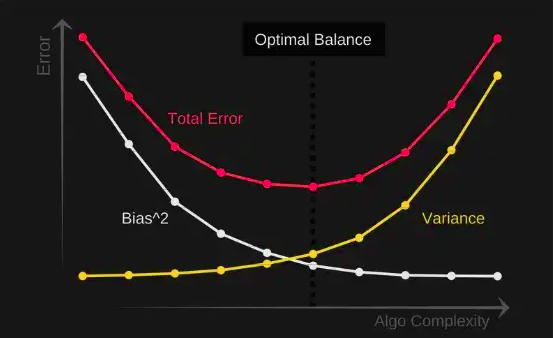 Optimal Balance
Error
Total Error
Bias^2
Variance
Algo Complexity